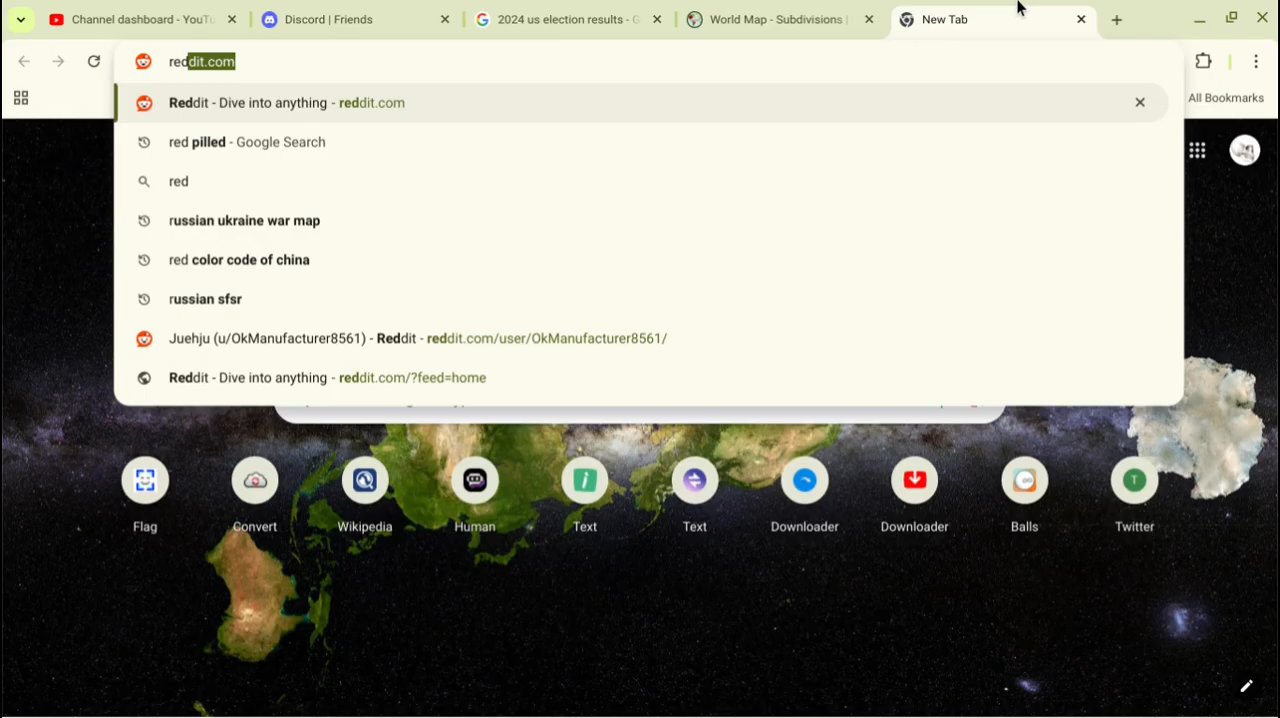 Channel dashboard - YouTu
Discord | Friends
2024 us election results - G
World Map - Subdivisions |
New Tab
reddit.com
Reddit - Dive into anything - reddit.com
red pilled - Google Search
red
russian ukraine war map
red color code of china
russian sfsr
Juehju (u/OkManufacturer8561) - Reddit - reddit.com/user/OkManufacturer8561/
Reddit - Dive into anything - reddit.com/?feed=home
All Bookmarks
Flag
Convert
Wikipedia
Human
Text
Text
Downloader
Downloader
Balls
Twitter
T